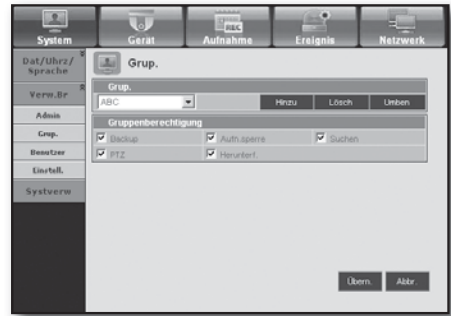 System Gerät Aufnahme Ereignis Netzwerk
Dat/Uhrz/
Sprache
Grup.
Verw.Br
Grup.
ABC Hinzu Lösch Umben
Admin
Gruppenberechtigung
Grup.
Backup Aufn.sperre Suchen
Benutzer
PTZ Herunterf.
Einstell.
Systverw
Übern. Abbr.